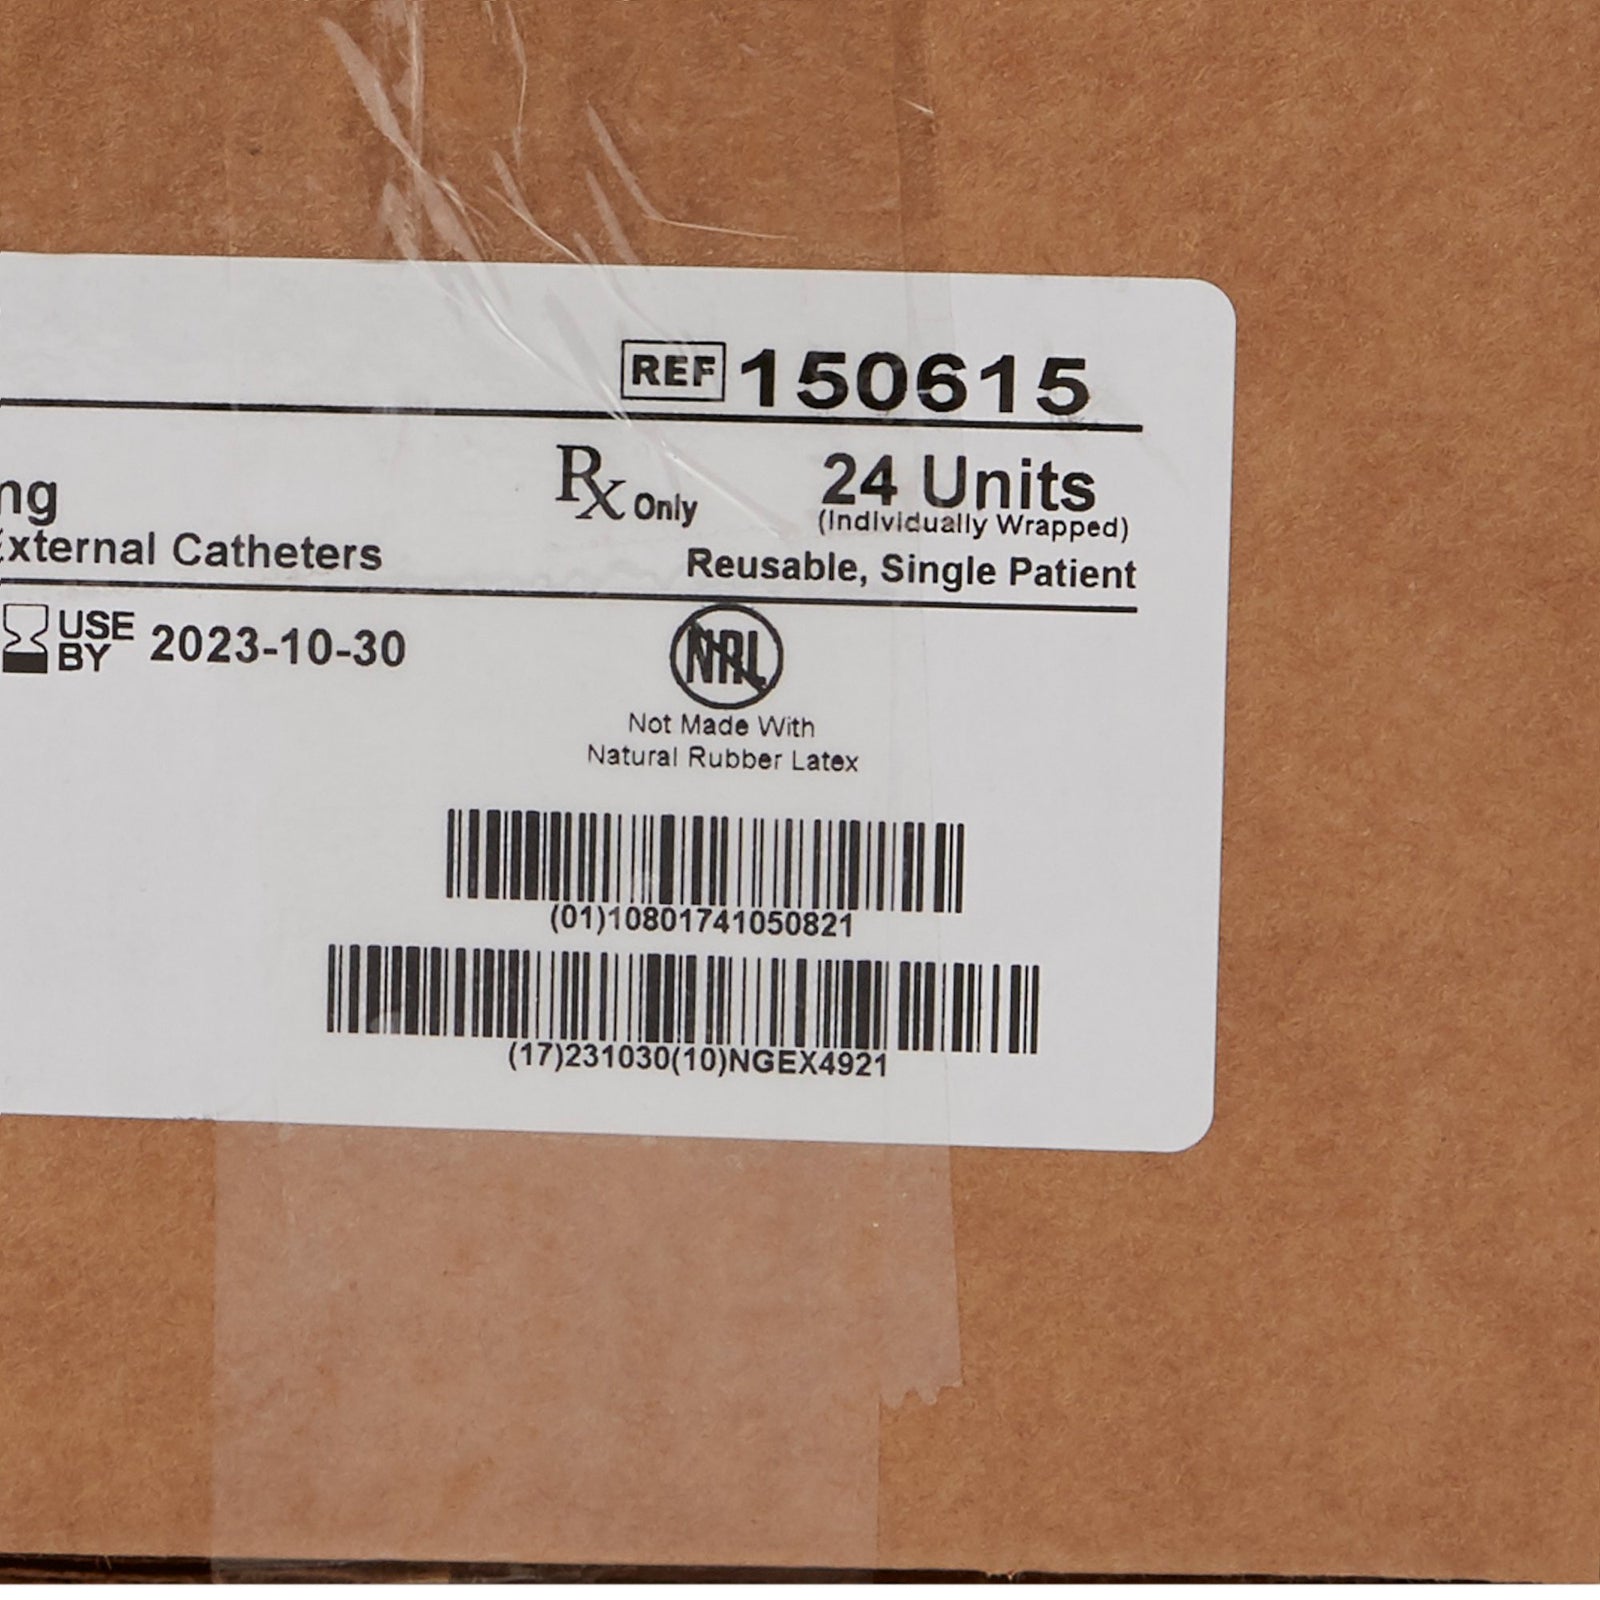 REF 150615
ng
Rx Only
24 Units
(Individually Wrapped)
External Catheters
Reusable, Single Patient
USE BY 2023-10-30
NRL
Not Made With
Natural Rubber Latex
(01)10801741050821
(17)231030(10)NGEX4921